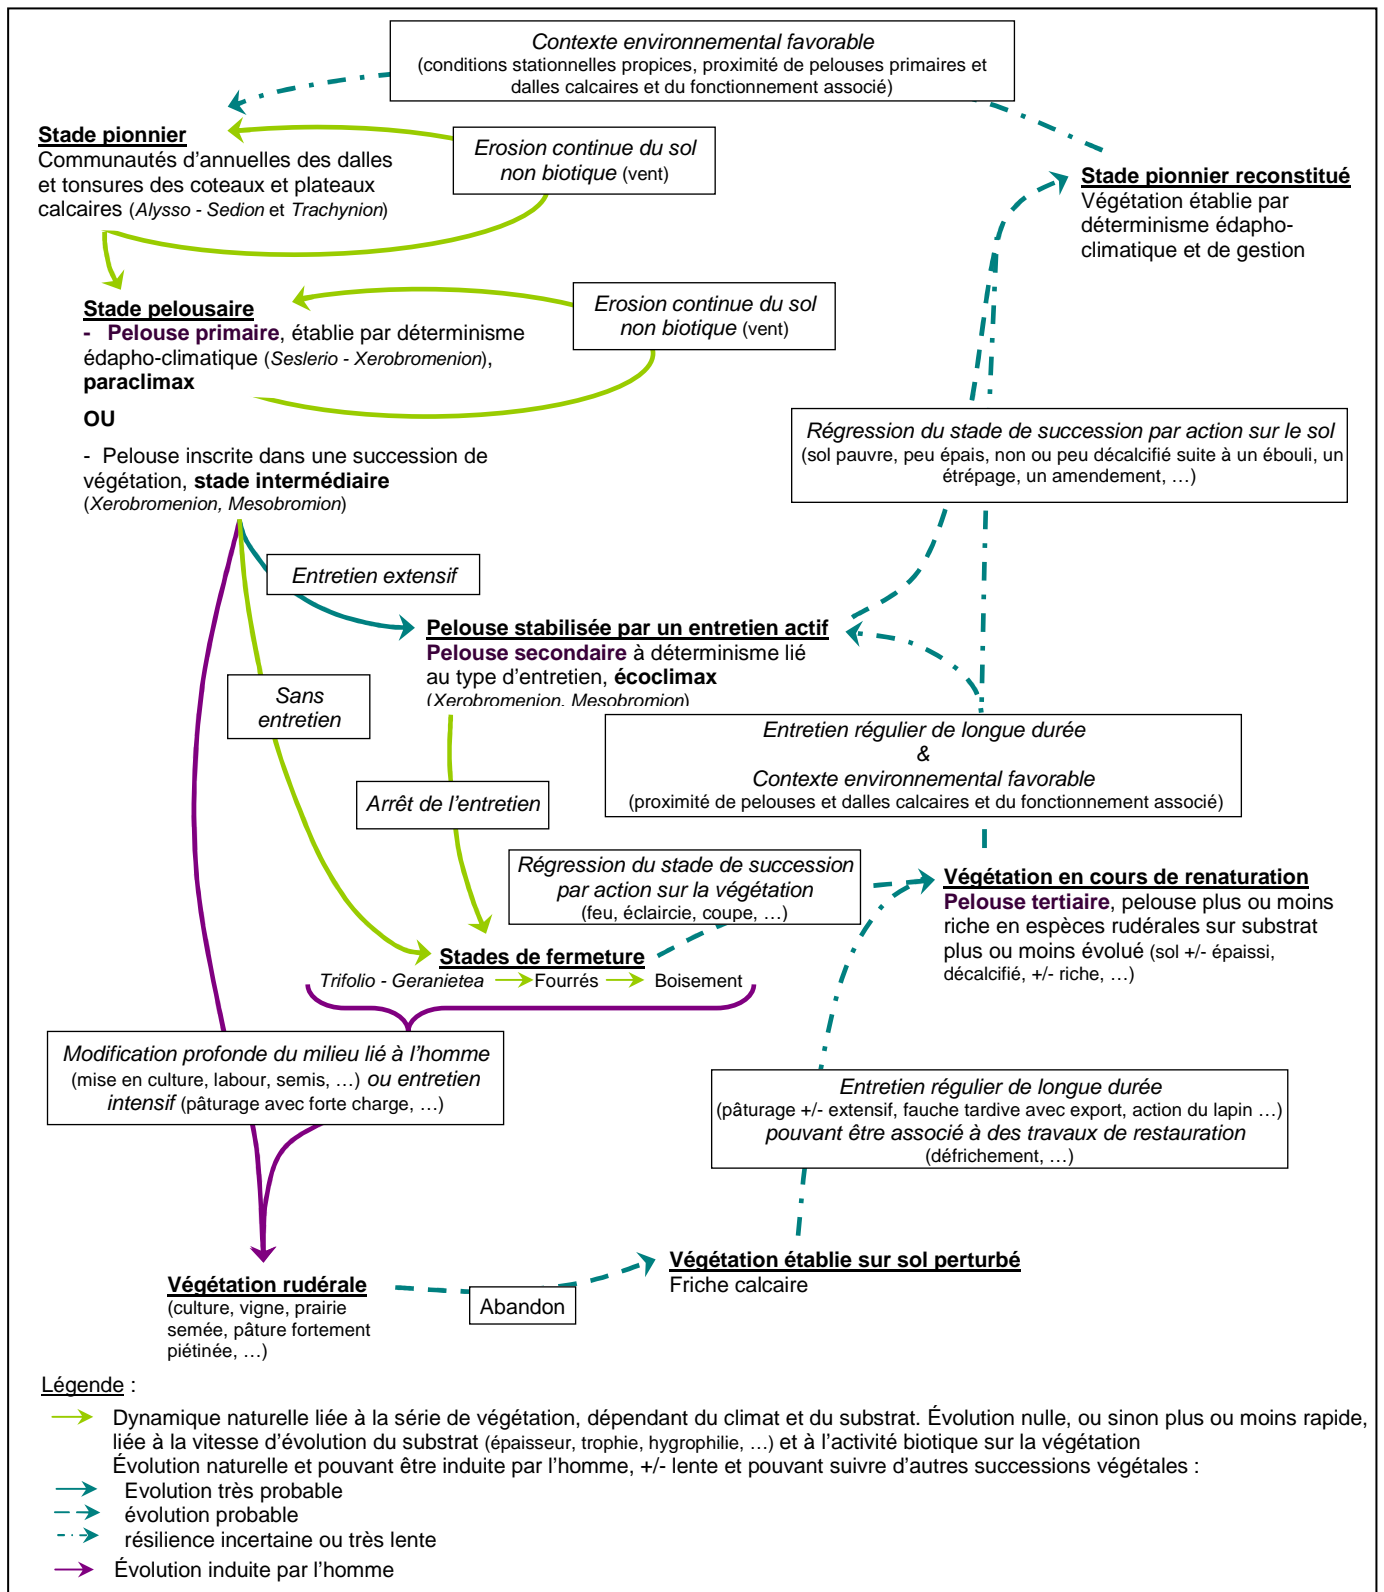 Contexte environnemental favorable
(conditions stationnelles propices, proximité de pelouses primaires et
dalles calcaires et du fonctionnement associé)
Stade pionnier
Communautés d'annuelles des dalles
et tonsures des coteaux et plateaux
calcaires (Alysso - Sedion et Trachynion)
Erosion continue du sol
non biotique (vent)
Stade pionnier reconstitué
Végétation établie par
déterminisme édapho-
climatique et de gestion
Stade pelousaire
- Pelouse primaire, établie par déterminisme
édapho-climatique (Seslerio - Xerobromenion),
paraclimax
OU
- Pelouse inscrite dans une succession de
végétation, stade intermédiaire
(Xerobromenion, Mesobromion)
Erosion continue du sol
non biotique (vent)
Régression du stade de succession par action sur le sol
(sol pauvre, peu épais, non ou peu décalcifié suite à un ébouli, un
étrépage, un amendement, …)
Entretien extensif
Pelouse stabilisée par un entretien actif
Pelouse secondaire à déterminisme lié
au type d'entretien, écoclimax
(Xerobromenion, Mesobromion)
Sans
entretien
Entretien régulier de longue durée
&
Contexte environnemental favorable
(proximité de pelouses et dalles calcaires et du fonctionnement associé)
Arrêt de l'entretien
Régression du stade de succession
par action sur la végétation
(feu, éclaircie, coupe, …)
Végétation en cours de renaturation
Pelouse tertiaire, pelouse plus ou moins
riche en espèces rudérales sur substrat
plus ou moins évolué (sol +/- épaissi,
décalcifié, +/- riche, …)
Stades de fermeture
Trifolio - Geranietea Fourrés Boisement
Modification profonde du milieu lié à l'homme
(mise en culture, labour, semis, …) ou entretien
intensif (pâturage avec forte charge, …)
Entretien régulier de longue durée
(pâturage +/- extensif, fauche tardive avec export, action du lapin …)
pouvant être associé à des travaux de restauration
(défrichement, …)
Végétation établie sur sol perturbé
Friche calcaire
Végétation rudérale
(culture, vigne, prairie
semée, pâture fortement
piétinée, …)
Abandon
Légende :
Dynamique naturelle liée à la série de végétation, dépendant du climat et du substrat. Évolution nulle, ou sinon plus ou moins rapide,
liée à la vitesse d'évolution du substrat (épaisseur, trophie, hygrophilie, …) et à l'activité biotique sur la végétation
Évolution naturelle et pouvant être induite par l'homme, +/- lente et pouvant suivre d'autres successions végétales :
Evolution très probable
évolution probable
résilience incertaine ou très lente
Évolution induite par l'homme